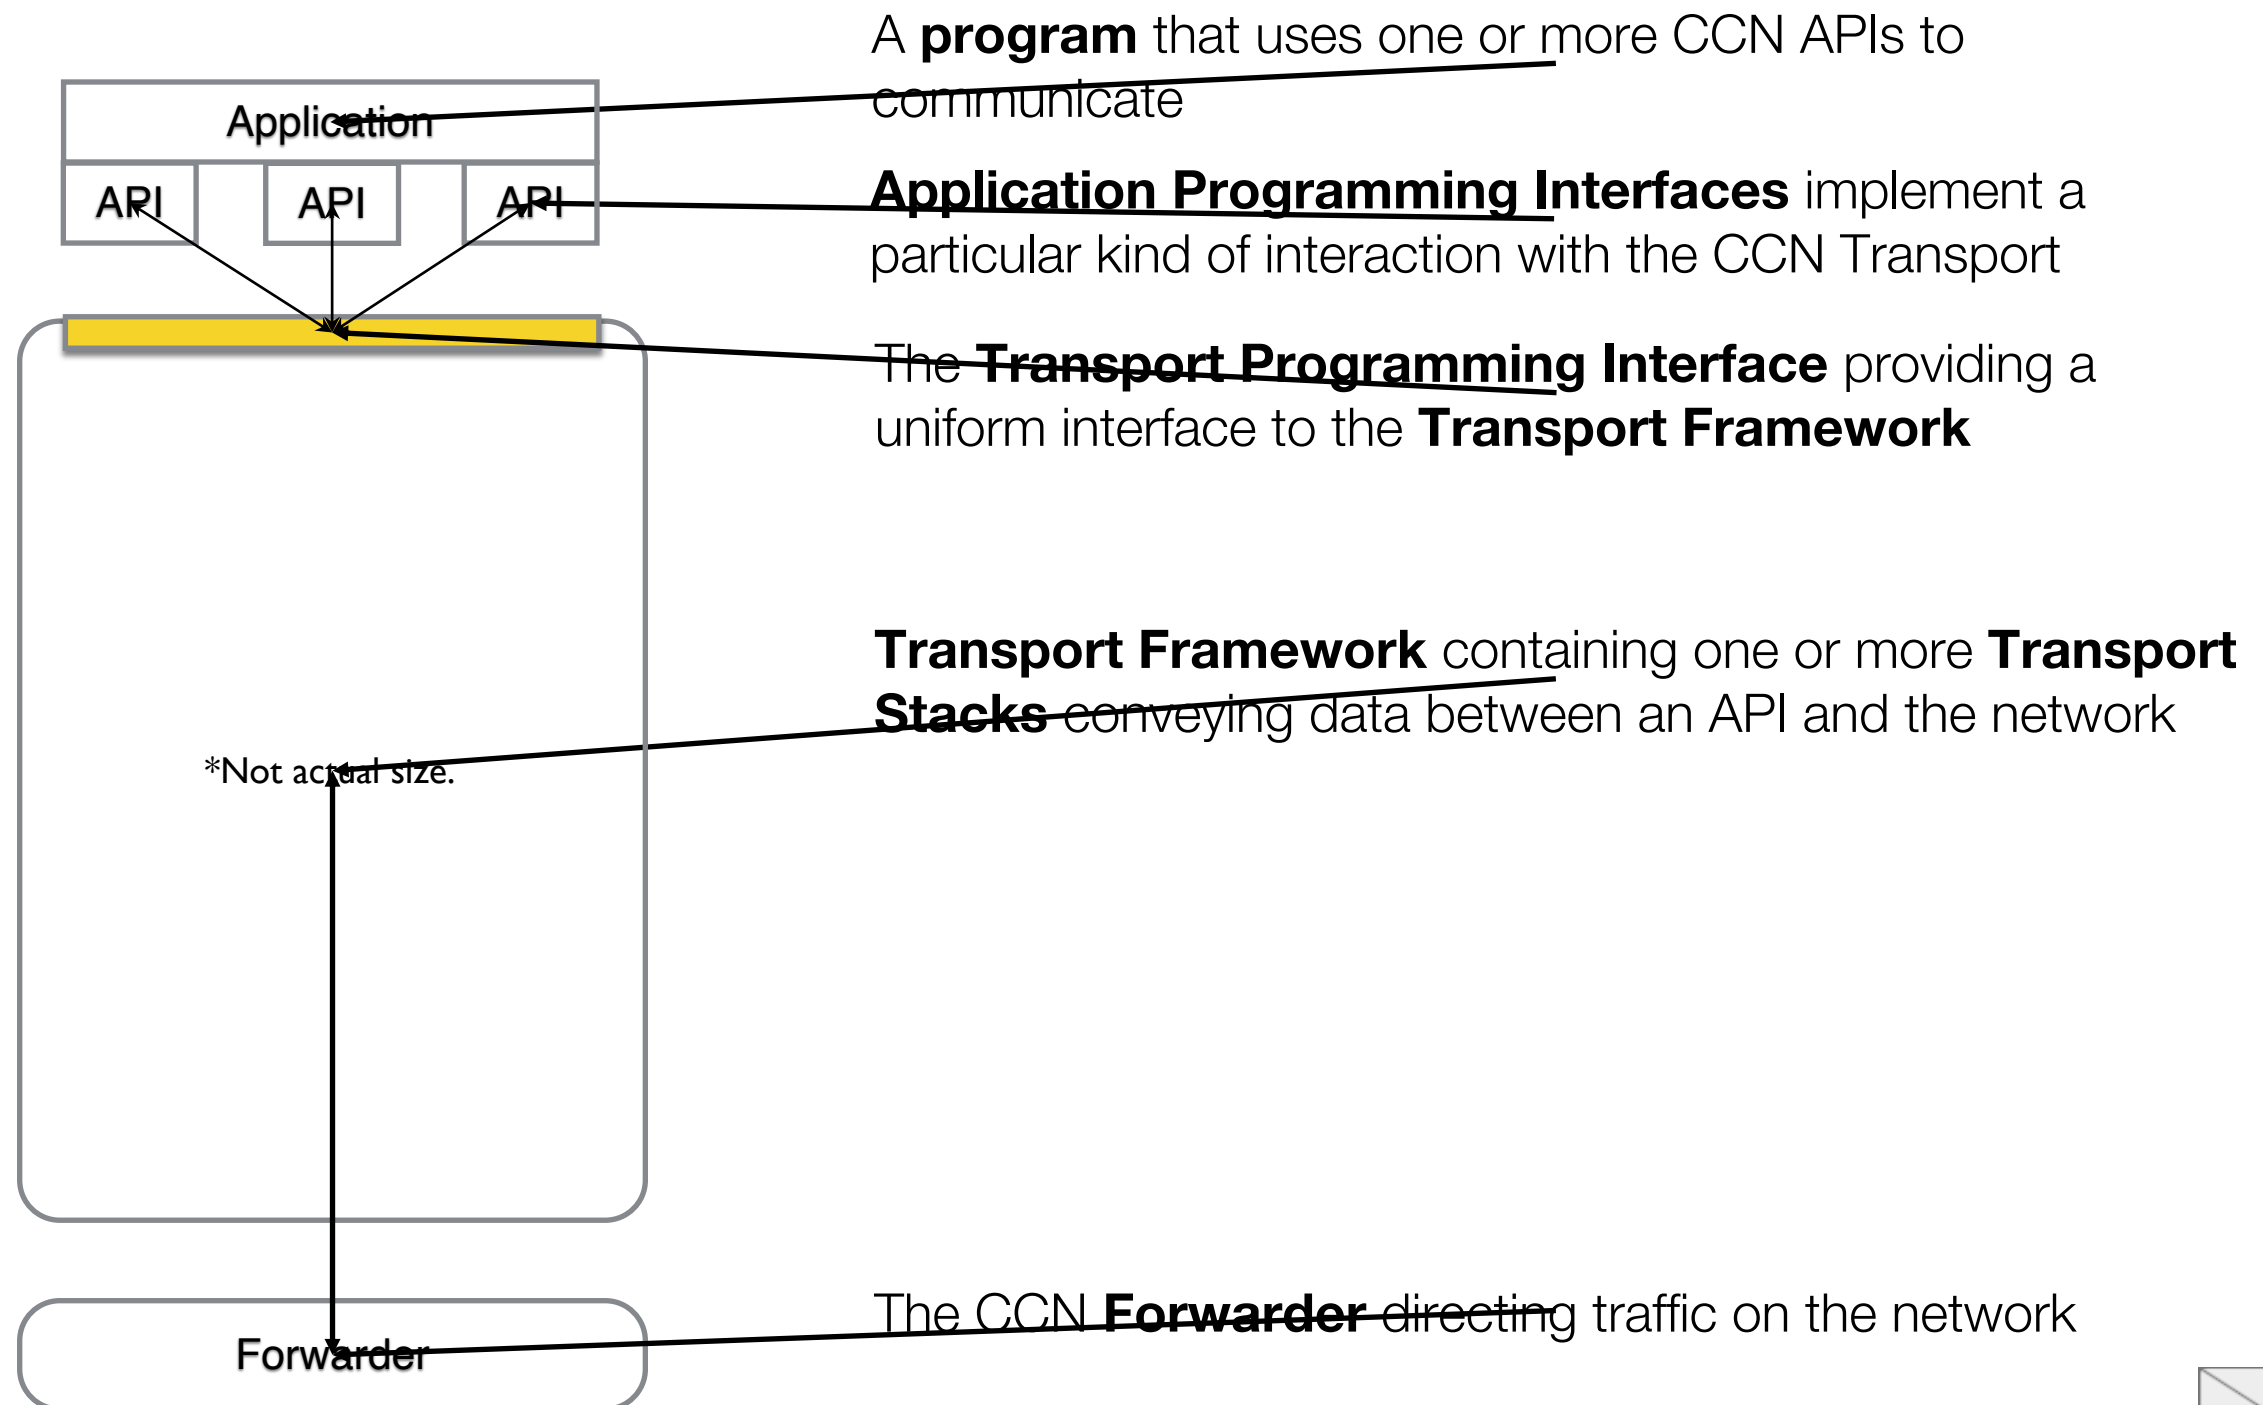 A program that uses one or more CCN APIs to
communicate
Application
API API API
Application Programming Interfaces implement a
particular kind of interaction with the CCN Transport
The Transport Programming Interface providing a
uniform interface to the Transport Framework
Transport Framework containing one or more Transport
Stacks conveying data between an API and the network
*Not actual size.
The CCN Forwarder directing traffic on the network
Forwarder